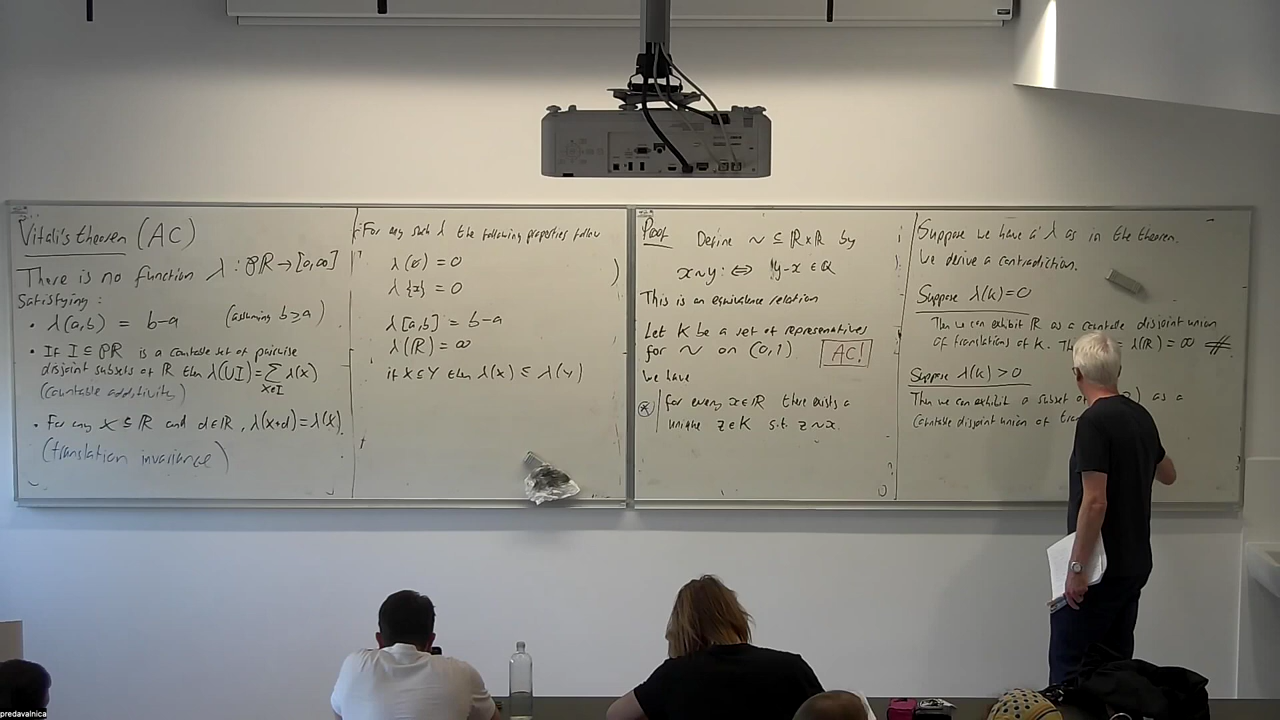 Vitali's theorem (AC)
There is no function λ : ℘ℝ → [0,∞]
Satisfying :
• λ(a,b) = b-a (assuming b ≥ a)
• If I ⊆ ℘ℝ is a countable set of pairwise
disjoint subsets of ℝ then λ(∪I) = ∑ λ(X)
X∈I
(countable additivity)
• For any X ⊆ ℝ and d∈ℝ, λ(X+d) = λ(X)
(translation invariance)
For any such λ the following properties follow
λ(∅) = 0
λ{x} = 0
λ[a,b] = b-a
λ(ℝ) = ∞
if X ⊆ Y then λ(X) ≤ λ(Y)
Proof Define ~ ⊆ ℝ×ℝ by
x~y :⇔ y-x ∈ ℚ
This is an equivalence relation
Let K be a set of representatives
for ~ on (0,1) AC!
We have
(*) for every x∈ℝ there exists a
unique z∈K s.t. z~x.
Suppose we have a λ as in the theorem.
We derive a contradiction.
Suppose λ(K)=0
Then we can exhibit ℝ as a countable disjoint union
of translations of K. = λ(ℝ) = ∞ #
Suppose λ(K) > 0
Then we can exhibit a subset of as a
countable disjoint union of
predavalnica